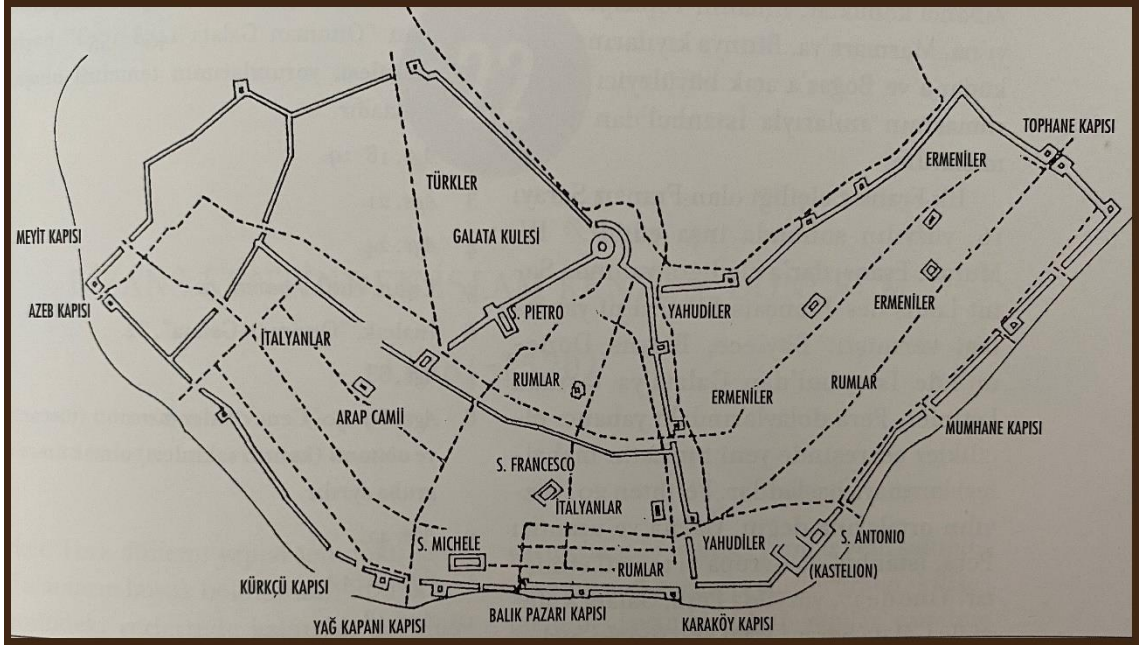 TOPHANE KAPISI
ERMENİLER
TÜRKLER
GALATA KULESİ
MEYİT KAPISI
AZEB KAPISI
S. PIETRO
YAHUDİLER
ERMENİLER
İTALYANLAR
RUMLAR
ERMENİLER
RUMLAR
ARAP CAMİİ
MUMHANE KAPISI
S. FRANCESCO
İTALYANLAR
S. MICHELE
YAHUDİLER
S. ANTONIO
(KASTELION)
RUMLAR
KÜRKÇÜ KAPISI
YAĞ KAPANI KAPISI
BALIK PAZARI KAPISI
KARAKÖY KAPISI